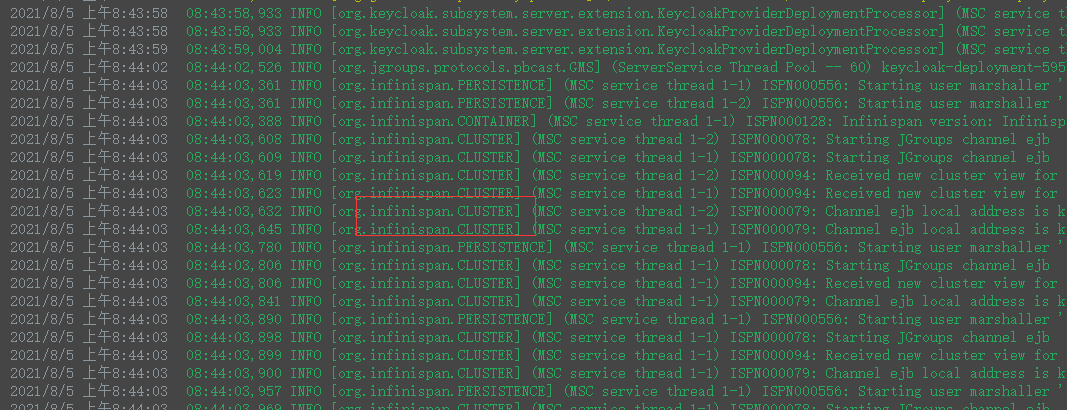 2021/8/5 上午8:43:58 08:43:58,933 INFO [org.keycloak.subsystem.server.extension.KeycloakProviderDeploymentProcessor] (MSC service th
2021/8/5 上午8:43:58 08:43:58,933 INFO [org.keycloak.subsystem.server.extension.KeycloakProviderDeploymentProcessor] (MSC service th
2021/8/5 上午8:43:59 08:43:59,004 INFO [org.keycloak.subsystem.server.extension.KeycloakProviderDeploymentProcessor] (MSC service th
2021/8/5 上午8:44:02 08:44:02,526 INFO [org.jgroups.protocols.pbcast.GMS] (ServerService Thread Pool -- 60) keycloak-deployment-595
2021/8/5 上午8:44:03 08:44:03,361 INFO [org.infinispan.PERSISTENCE] (MSC service thread 1-1) ISPN000556: Starting user marshaller '
2021/8/5 上午8:44:03 08:44:03,361 INFO [org.infinispan.PERSISTENCE] (MSC service thread 1-2) ISPN000556: Starting user marshaller '
2021/8/5 上午8:44:03 08:44:03,388 INFO [org.infinispan.CONTAINER] (MSC service thread 1-1) ISPN000128: Infinispan version: Infinisp
2021/8/5 上午8:44:03 08:44:03,608 INFO [org.infinispan.CLUSTER] (MSC service thread 1-2) ISPN000078: Starting JGroups channel ejb
2021/8/5 上午8:44:03 08:44:03,609 INFO [org.infinispan.CLUSTER] (MSC service thread 1-1) ISPN000078: Starting JGroups channel ejb
2021/8/5 上午8:44:03 08:44:03,619 INFO [org.infinispan.CLUSTER] (MSC service thread 1-2) ISPN000094: Received new cluster view for
2021/8/5 上午8:44:03 08:44:03,623 INFO [org.infinispan.CLUSTER] (MSC service thread 1-1) ISPN000094: Received new cluster view for
2021/8/5 上午8:44:03 08:44:03,632 INFO [org.infinispan.CLUSTER] (MSC service thread 1-2) ISPN000079: Channel ejb local address is k
2021/8/5 上午8:44:03 08:44:03,645 INFO [org.infinispan.CLUSTER] (MSC service thread 1-1) ISPN000079: Channel ejb local address is k
2021/8/5 上午8:44:03 08:44:03,780 INFO [org.infinispan.PERSISTENCE] (MSC service thread 1-1) ISPN000556: Starting user marshaller '
2021/8/5 上午8:44:03 08:44:03,806 INFO [org.infinispan.CLUSTER] (MSC service thread 1-1) ISPN000078: Starting JGroups channel ejb
2021/8/5 上午8:44:03 08:44:03,806 INFO [org.infinispan.CLUSTER] (MSC service thread 1-1) ISPN000094: Received new cluster view for
2021/8/5 上午8:44:03 08:44:03,841 INFO [org.infinispan.CLUSTER] (MSC service thread 1-1) ISPN000079: Channel ejb local address is k
2021/8/5 上午8:44:03 08:44:03,890 INFO [org.infinispan.PERSISTENCE] (MSC service thread 1-1) ISPN000556: Starting user marshaller '
2021/8/5 上午8:44:03 08:44:03,898 INFO [org.infinispan.CLUSTER] (MSC service thread 1-1) ISPN000078: Starting JGroups channel ejb
2021/8/5 上午8:44:03 08:44:03,899 INFO [org.infinispan.CLUSTER] (MSC service thread 1-1) ISPN000094: Received new cluster view for
2021/8/5 上午8:44:03 08:44:03,900 INFO [org.infinispan.CLUSTER] (MSC service thread 1-1) ISPN000079: Channel ejb local address is k
2021/8/5 上午8:44:03 08:44:03,957 INFO [org.infinispan.PERSISTENCE] (MSC service thread 1-1) ISPN000556: Starting user marshaller '
2021/8/5 上午8:44:03 08:44:03,969 INFO [org.infinispan.CLUSTER] (MSC service thread 1-1) ISPN000078: Starting JGroups channel ejb